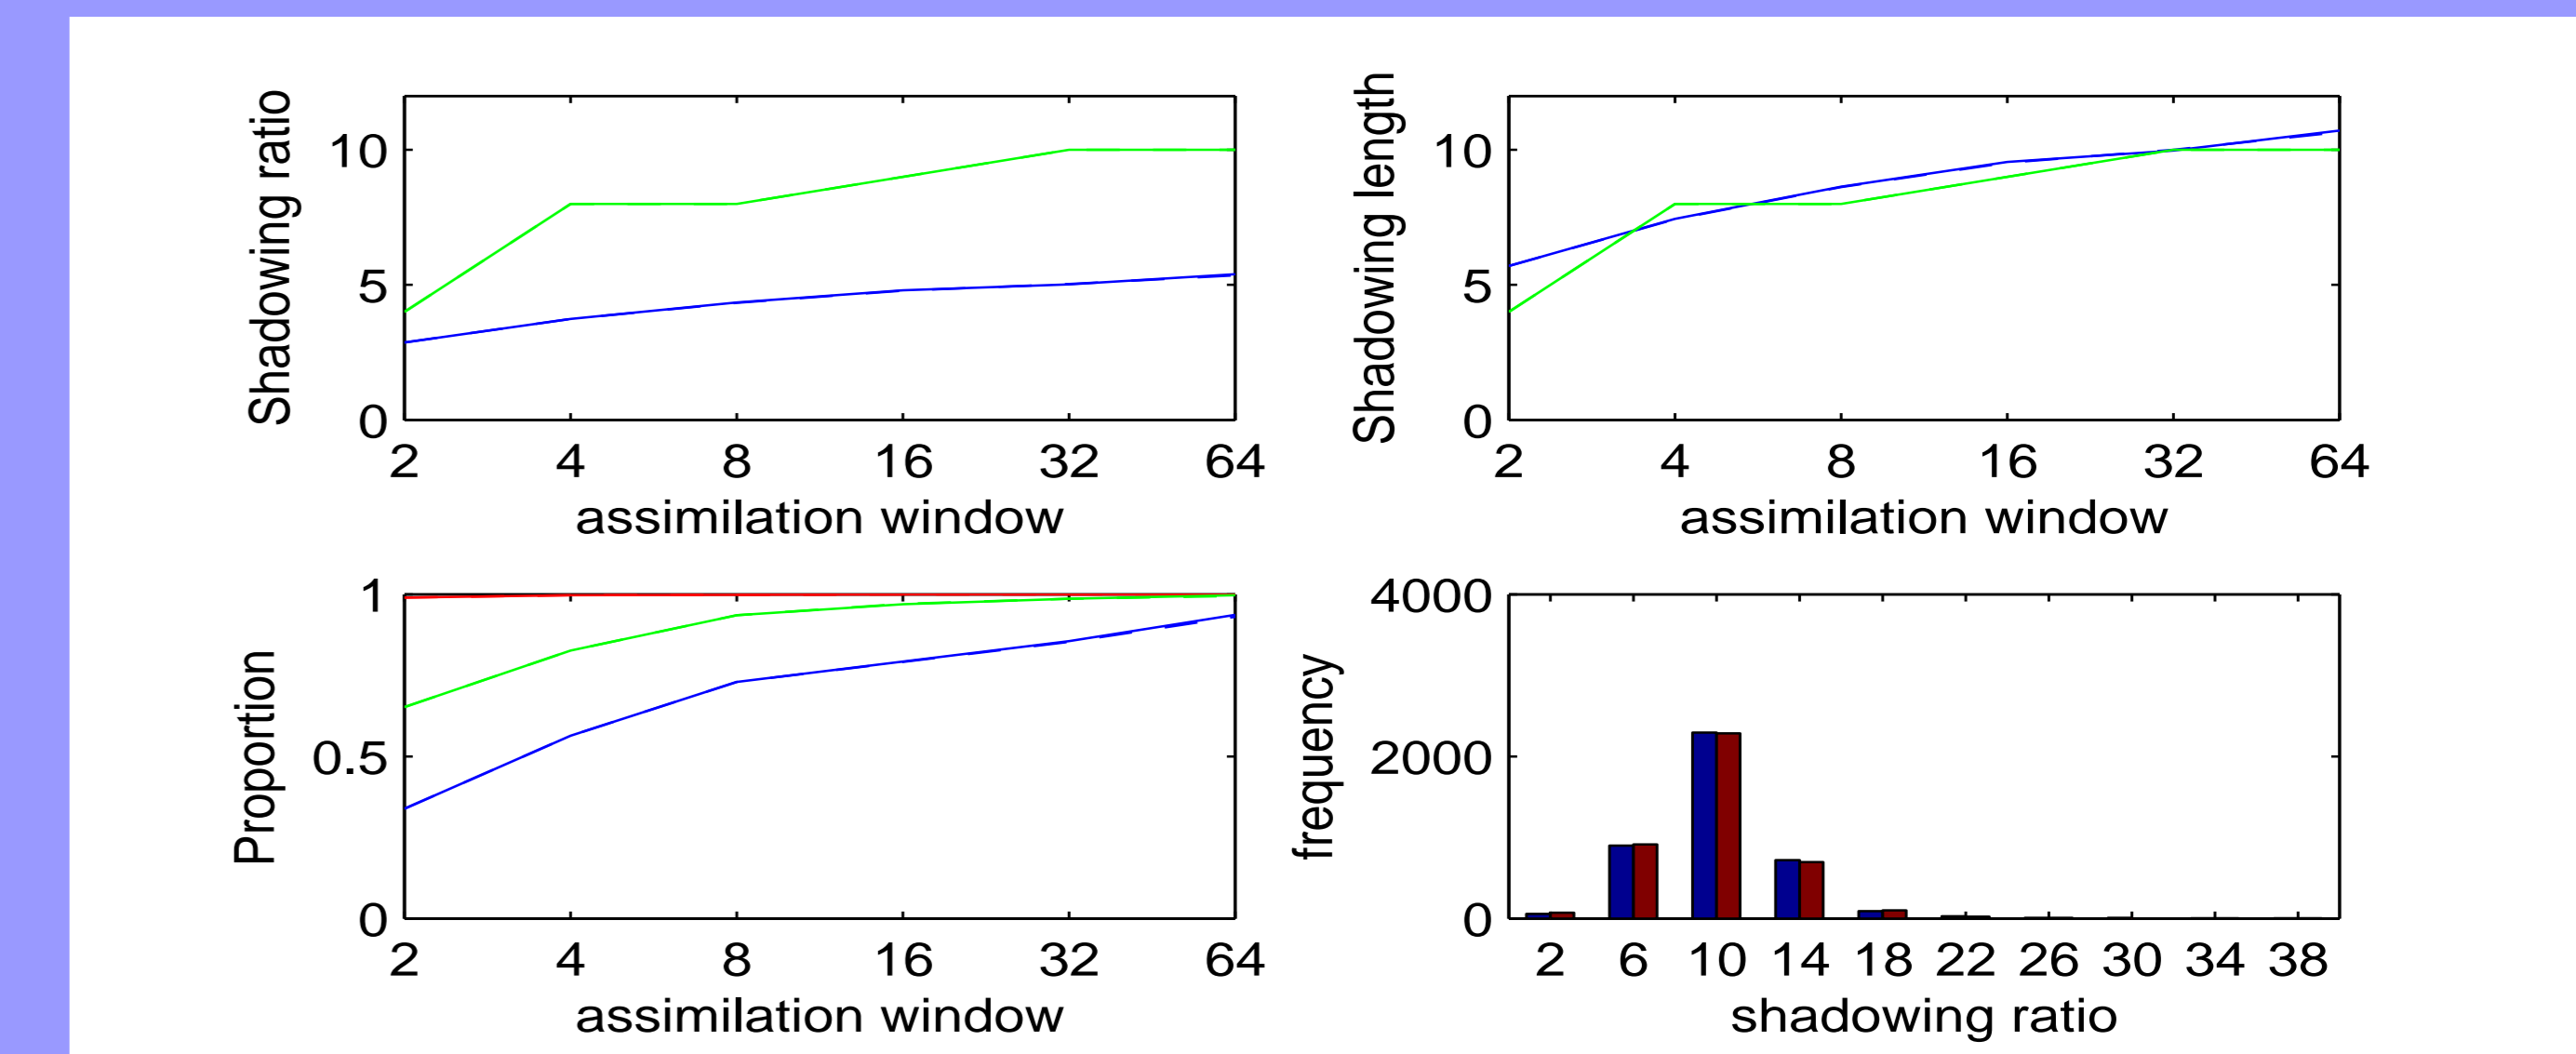 Shadowing ratio
10
5
0
2 4 8 16 32 64
assimilation window
Shadowing length
10
5
0
2 4 8 16 32 64
assimilation window
Proportion
1
0.5
0
2 4 8 16 32 64
assimilation window
frequency
4000
2000
0
2 6 10 14 18 22 26 30 34 38
shadowing ratio